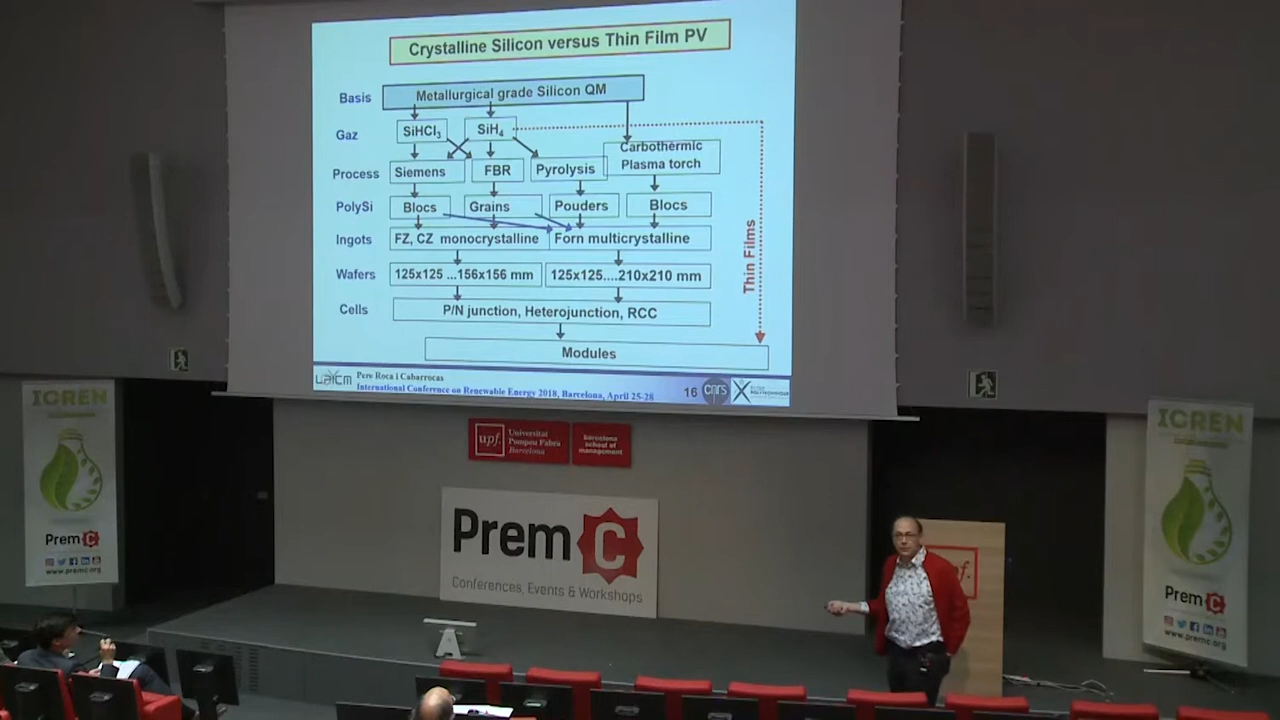 Crystalline Silicon versus Thin Film PV
Basis
Metallurgical grade Silicon QM
Gaz
SiHCl3
SiH4
Process
Siemens
FBR
Pyrolysis
Carbothermic
Plasma torch
PolySi
Blocs
Grains
Pouders
Blocs
Ingots
FZ, CZ monocrystalline
Forn multicrystalline
Wafers
125x125 ...156x156 mm
125x125....210x210 mm
Cells
P/N junction, Heterojunction, RCC
Modules
Thin Films
LPICM
Pere Roca i Cabarrocas
International Conference on Renewable Energy 2018, Barcelona, April 25-28
16
cnrs
X
upf.
Universitat
Pompeu Fabra
Barcelona
barcelona
school of
management
Prem C
Conferences, Events & Workshops
ICREN
Prem C
www.premc.org
ICREN
Prem C
www.premc.org
f.